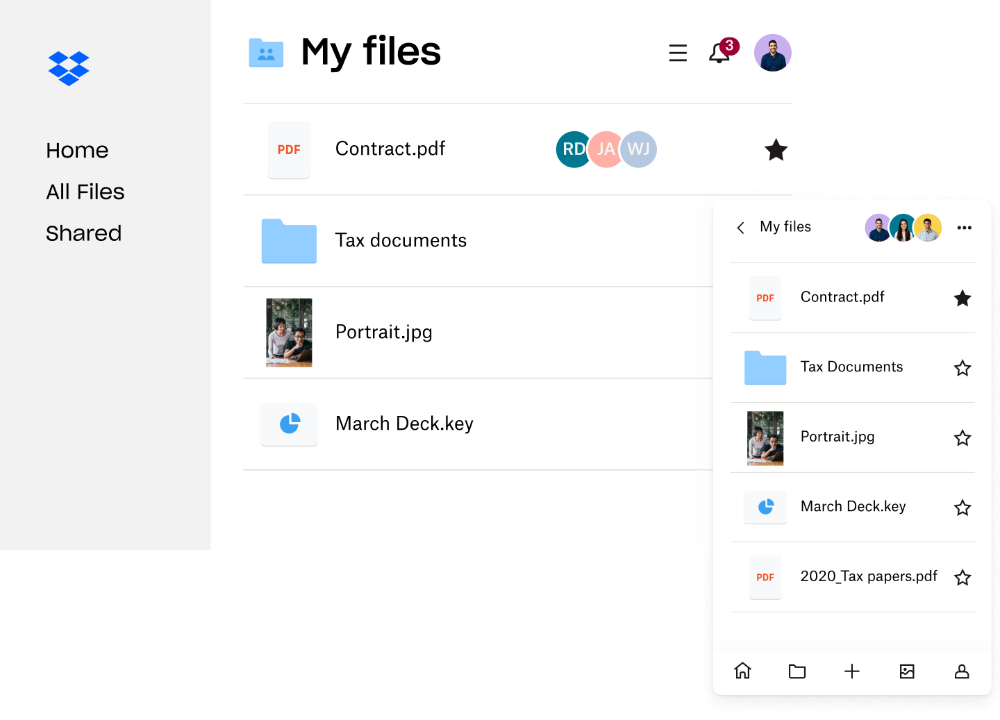 My files
3
Home
All Files
Shared
PDF
Contract.pdf
RD
JA
WJ
Tax documents
Portrait.jpg
March Deck.key
My files
PDF
Contract.pdf
Tax Documents
Portrait.jpg
March Deck.key
PDF
2020_Tax papers.pdf